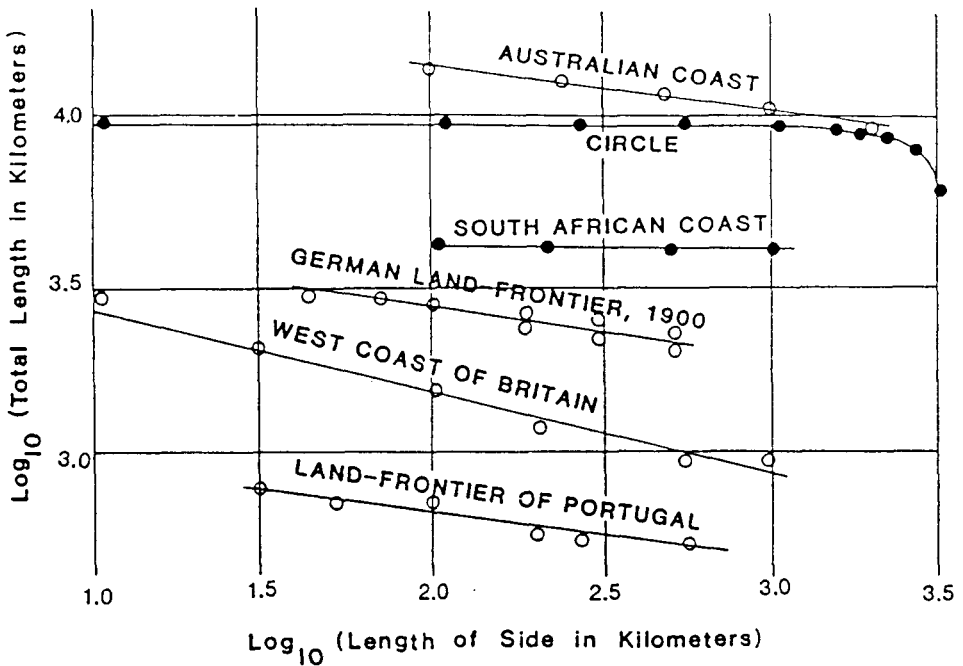 AUSTRALIAN COAST
4.0
CIRCLE
SOUTH AFRICAN COAST
3.5
GERMAN LAND-FRONTIER, 1900
WEST COAST OF BRITAIN
3.0
LAND-FRONTIER OF PORTUGAL
Log10 (Total Length in Kilometers)
1.0 1.5 2.0 2.5 3.0 3.5
Log10 (Length of Side in Kilometers)